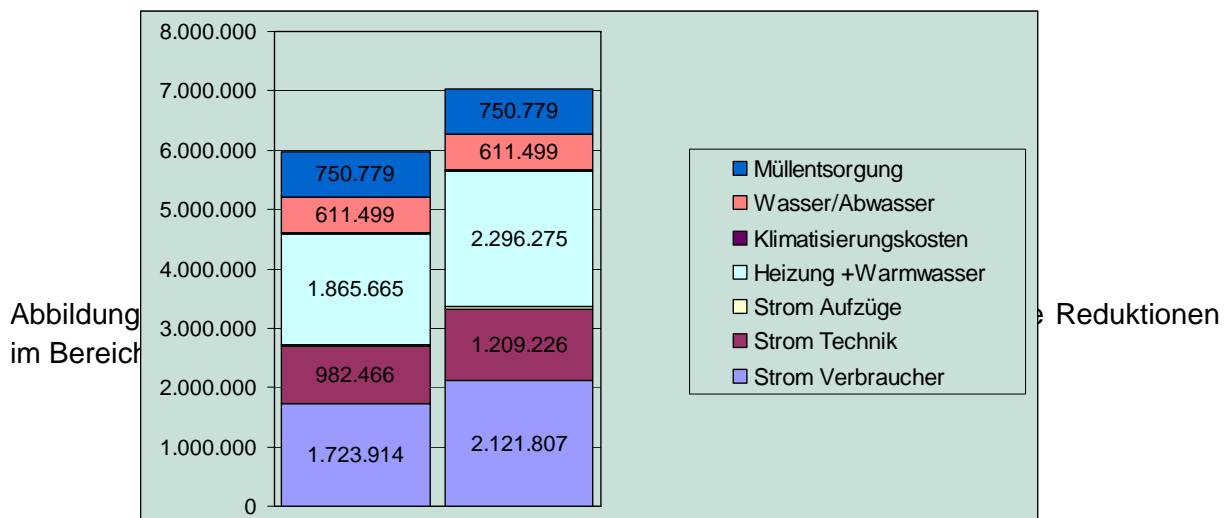 8.000.000
7.000.000
6.000.000
5.000.000
4.000.000
3.000.000
2.000.000
1.000.000
0
750.779
611.499
1.865.665
982.466
1.723.914
750.779
611.499
2.296.275
1.209.226
2.121.807
Müllentsorgung
Wasser/Abwasser
Klimatisierungskosten
Heizung +Warmwasser
Strom Aufzüge
Strom Technik
Strom Verbraucher
Abbildung Reduktionen
im Bereich